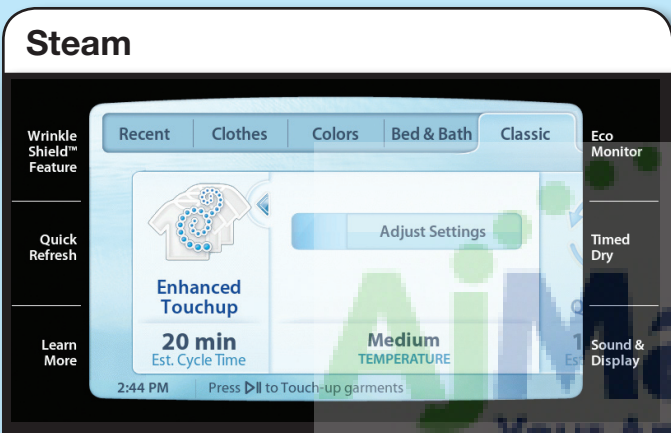 Steam
Wrinkle
Shield™
Feature
Quick
Refresh
Learn
More
Recent
Clothes
Colors
Bed & Bath
Classic
Enhanced
Touchup
20 min
Est. Cycle Time
Adjust Settings
Medium
TEMPERATURE
2:44 PM
Press ▷II to Touch-up garments
Eco
Monitor
Timed
Dry
Sound &
Display